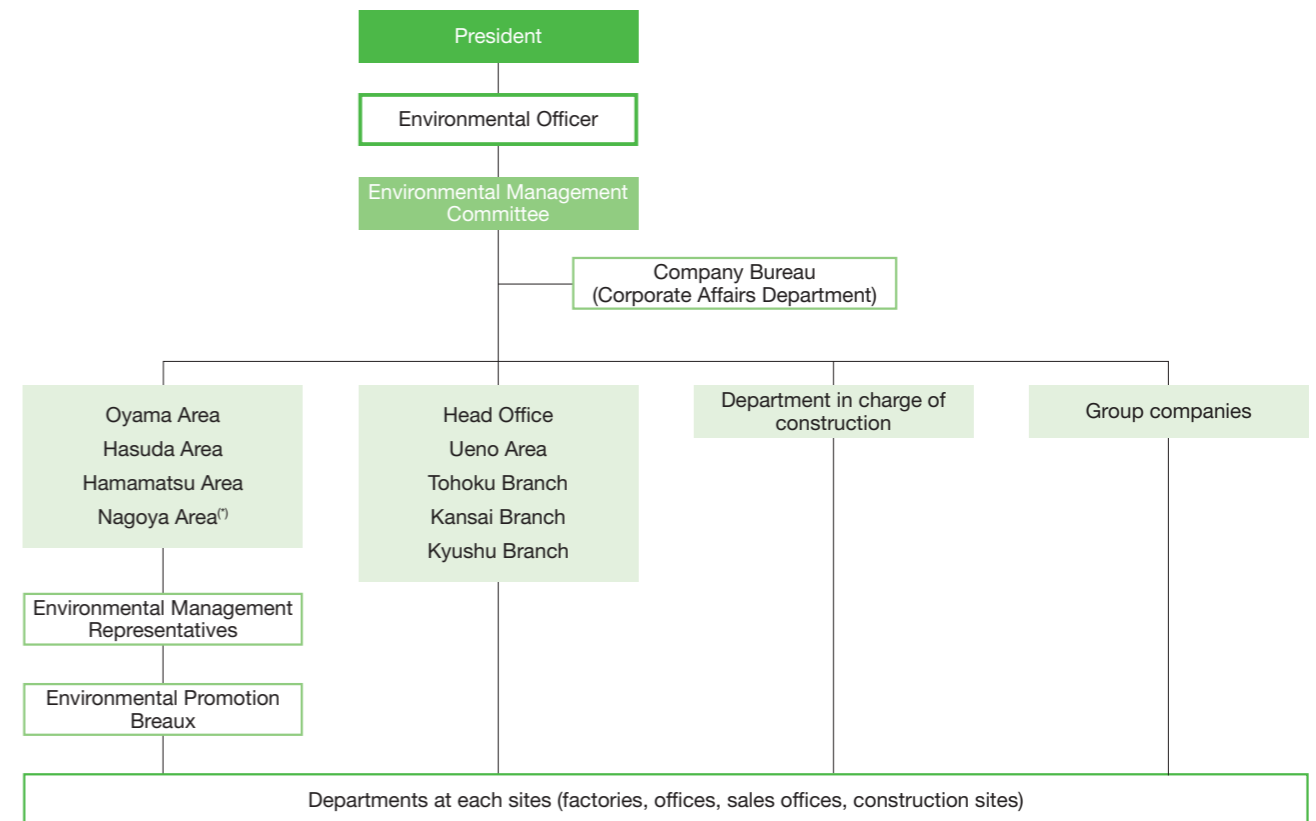 President
Environmental Officer
Environmental Management
Committee
Company Bureau
(Corporate Affairs Department)
Oyama Area
Hasuda Area
Hamamatsu Area
Nagoya Area(*)
Head Office
Ueno Area
Tohoku Branch
Kansai Branch
Kyushu Branch
Department in charge of
construction
Group companies
Environmental Management
Representatives
Environmental Promotion
Breaux
Departments at each sites (factories, offices, sales offices, construction sites)